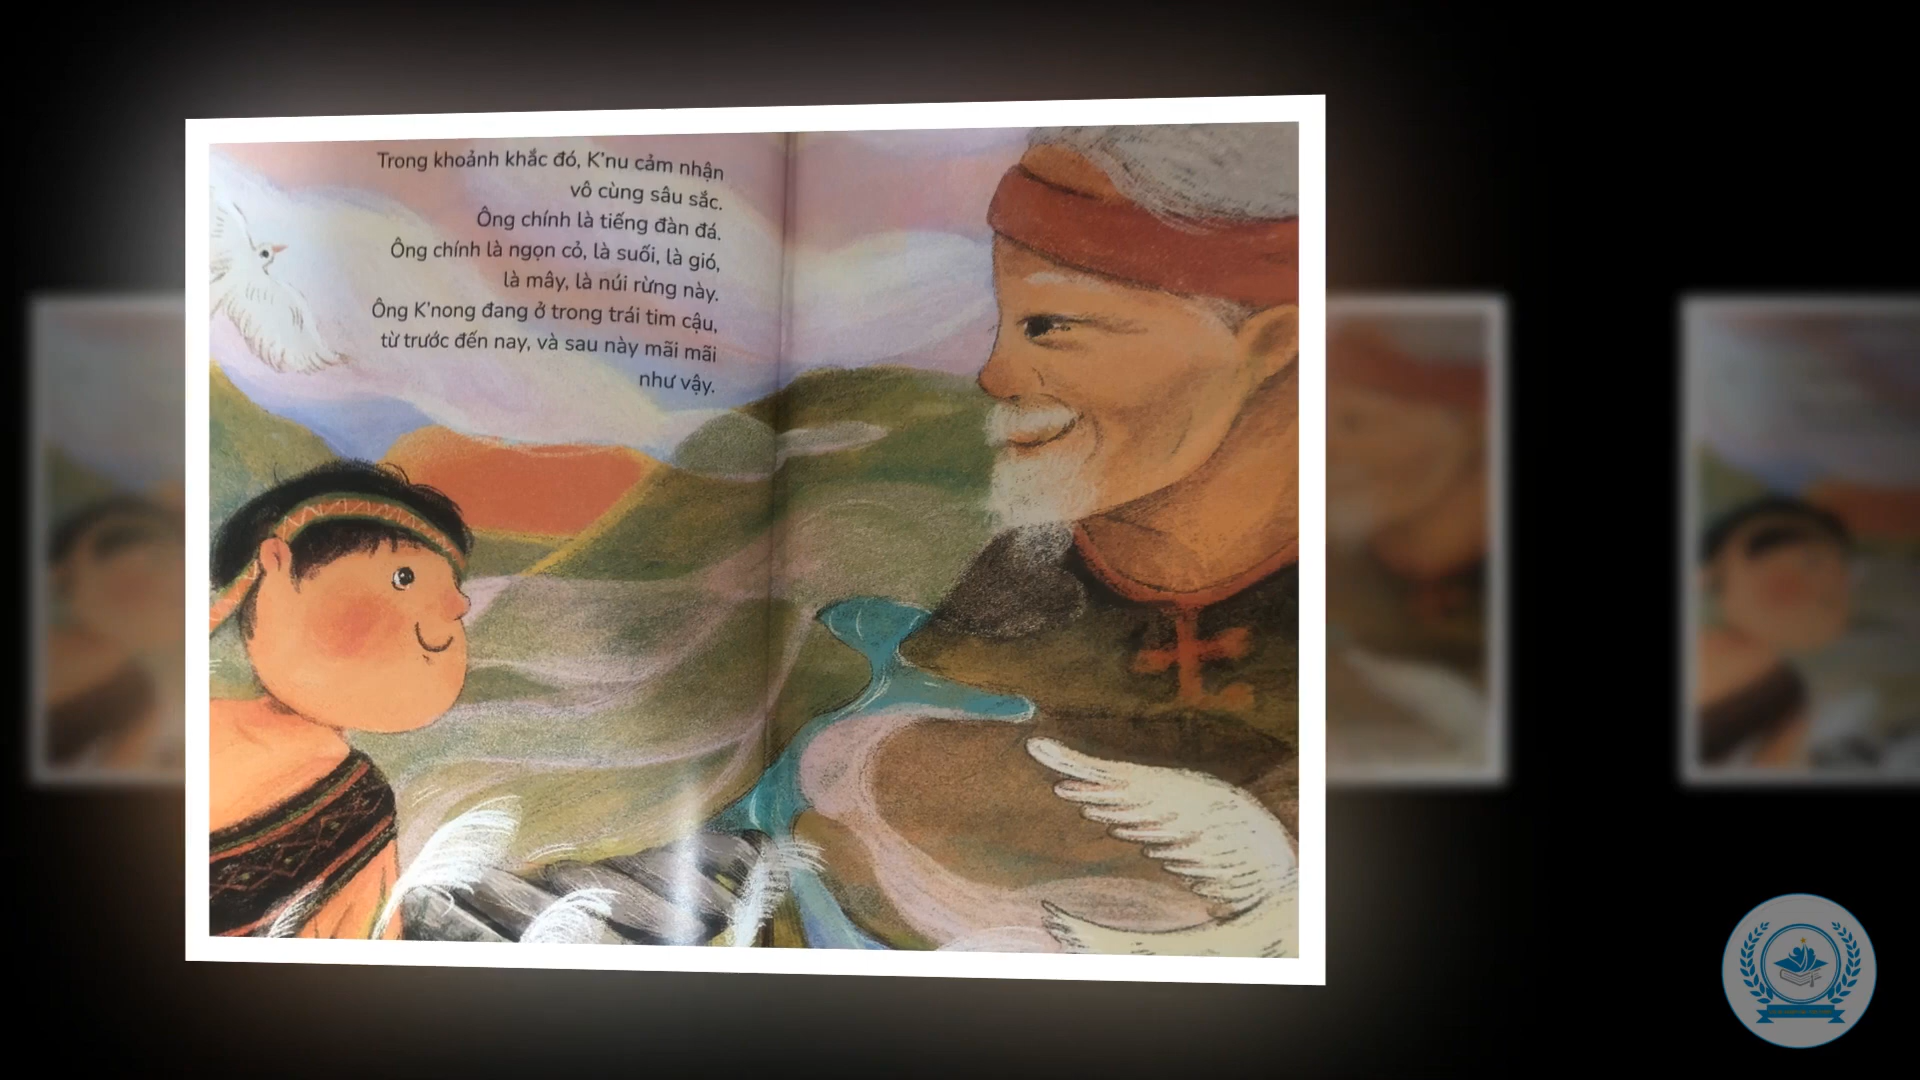 Trong khoảnh khắc đó, K'nu cảm nhận
vô cùng sâu sắc.
Ông chính là tiếng đàn đá.
Ông chính là ngọn cỏ, là suối, là gió,
là mây, là núi rừng này.
Ông K'nong đang ở trong trái tim cậu,
từ trước đến nay, và sau này mãi mãi
như vậy.